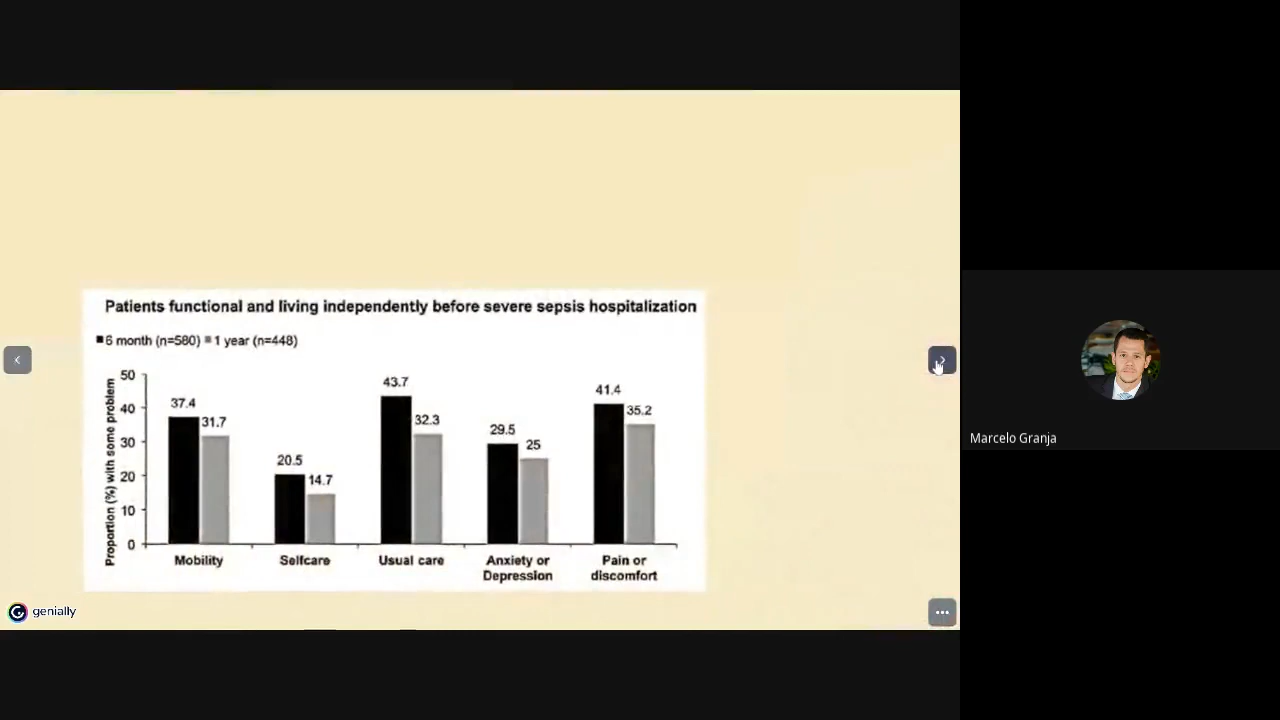 Patients functional and living independently before severe sepsis hospitalization
6 month (n=580) 1 year (n=448)
Proportion (%) with some problem
50
40
30
20
10
0
37.4
31.7
20.5
14.7
43.7
32.3
29.5
25
41.4
35.2
Mobility
Selfcare
Usual care
Anxiety or
Depression
Pain or
discomfort
genially
Marcelo Granja